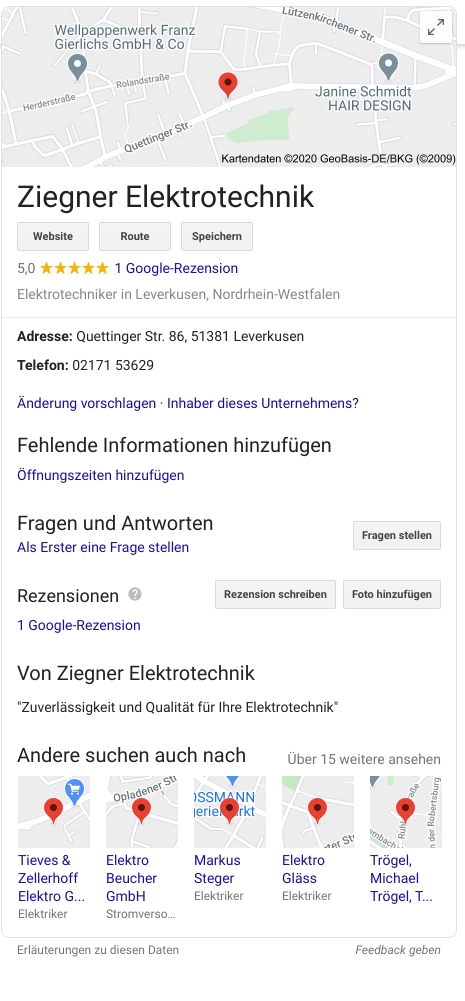 Lützenkirchener Str.
Wellpappenwerk Franz
Gierlichs GmbH & Co
Rolandstraße
Janine Schmidt
HAIR DESIGN
Herderstraße
Quettinger Str.
Kartendaten ©2020 GeoBasis-DE/BKG (©2009)
Ziegner Elektrotechnik
Website Route Speichern
5,0 1 Google-Rezension
Elektrotechniker in Leverkusen, Nordrhein-Westfalen
Adresse: Quettinger Str. 86, 51381 Leverkusen
Telefon: 02171 53629
Änderung vorschlagen · Inhaber dieses Unternehmens?
Fehlende Informationen hinzufügen
Öffnungszeiten hinzufügen
Fragen und Antworten
Fragen stellen
Als Erster eine Frage stellen
Rezensionen ? Rezension schreiben Foto hinzufügen
1 Google-Rezension
Von Ziegner Elektrotechnik
"Zuverlässigkeit und Qualität für Ihre Elektrotechnik"
Andere suchen auch nach Über 15 weitere ansehen
Opladener Str
OSSMANN
ter Str.
n der Robertsburg
Tieves &
Zellerhoff
Elektro G...
Elektriker
Elektro
Beucher
GmbH
Stromverso...
Markus
Steger
Elektriker
Elektro
Gläss
Elektriker
Trögel,
Michael
Trögel, T...
Erläuterungen zu diesen Daten Feedback geben